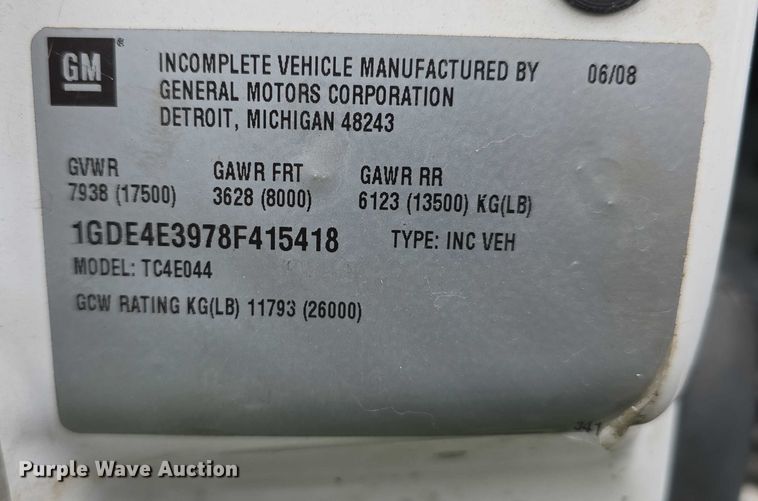 GM ® INCOMPLETE VEHICLE MANUFACTURED BY 06/08
GENERAL MOTORS CORPORATION
DETROIT, MICHIGAN 48243
GVWR GAWR FRT GAWR RR
7938 (17500) 3628 (8000) 6123 (13500) KG(LB)
1GDE4E3978F415418 TYPE: INC VEH
MODEL: TC4E044
GCW RATING KG(LB) 11793 (26000)
341
Purple Wave Auction